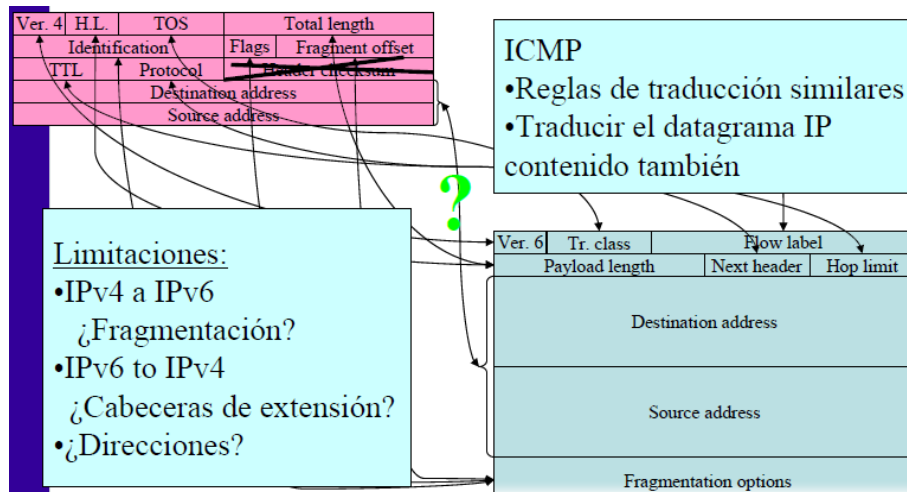 Ver. 4 H.L. TOS Total length
Identification Flags Fragment offset
TTL Protocol Header checksum
Destination address
Source address
?
ICMP
•Reglas de traducción similares
•Traducir el datagrama IP
contenido también
Limitaciones:
•IPv4 a IPv6
¿Fragmentación?
•IPv6 to IPv4
¿Cabeceras de extensión?
•¿Direcciones?
Ver. 6 Tr. class Flow label
Payload length Next header Hop limit
Destination address
Source address
Fragmentation options